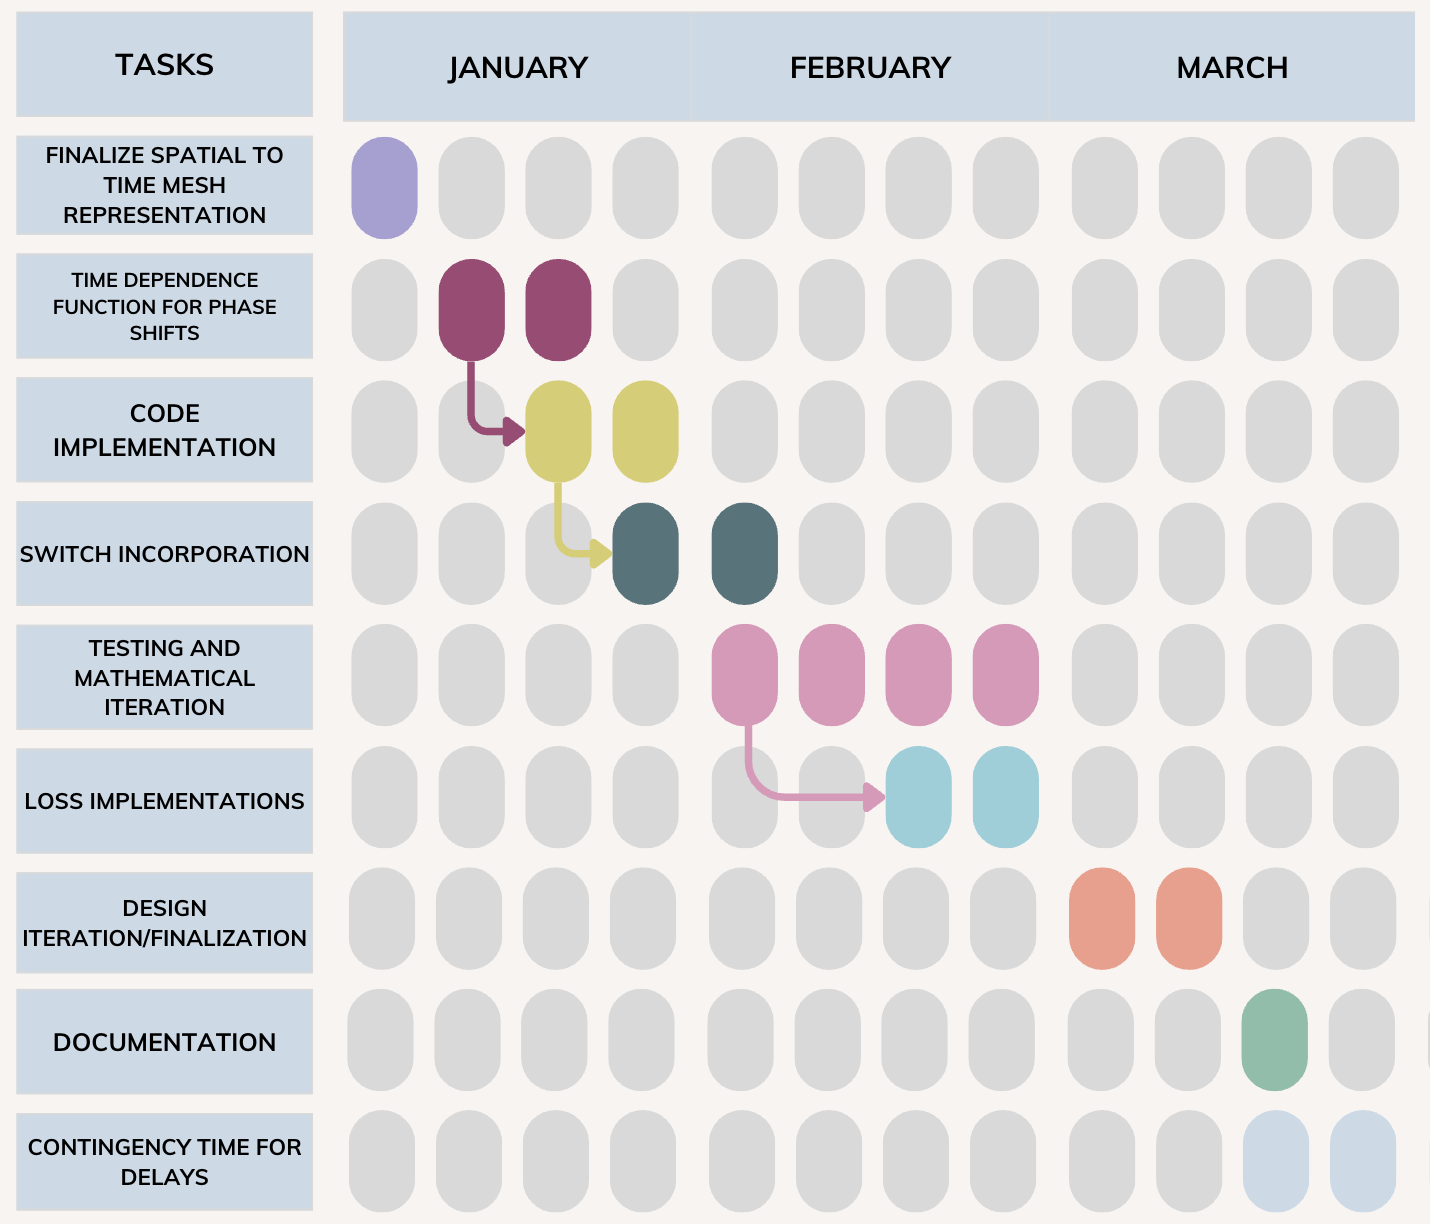 TASKS
JANUARY
FEBRUARY
MARCH
FINALIZE SPATIAL TO
TIME MESH
REPRESENTATION
TIME DEPENDENCE
FUNCTION FOR PHASE
SHIFTS
CODE
IMPLEMENTATION
SWITCH INCORPORATION
TESTING AND
MATHEMATICAL
ITERATION
LOSS IMPLEMENTATIONS
DESIGN
ITERATION/FINALIZATION
DOCUMENTATION
CONTINGENCY TIME FOR
DELAYS